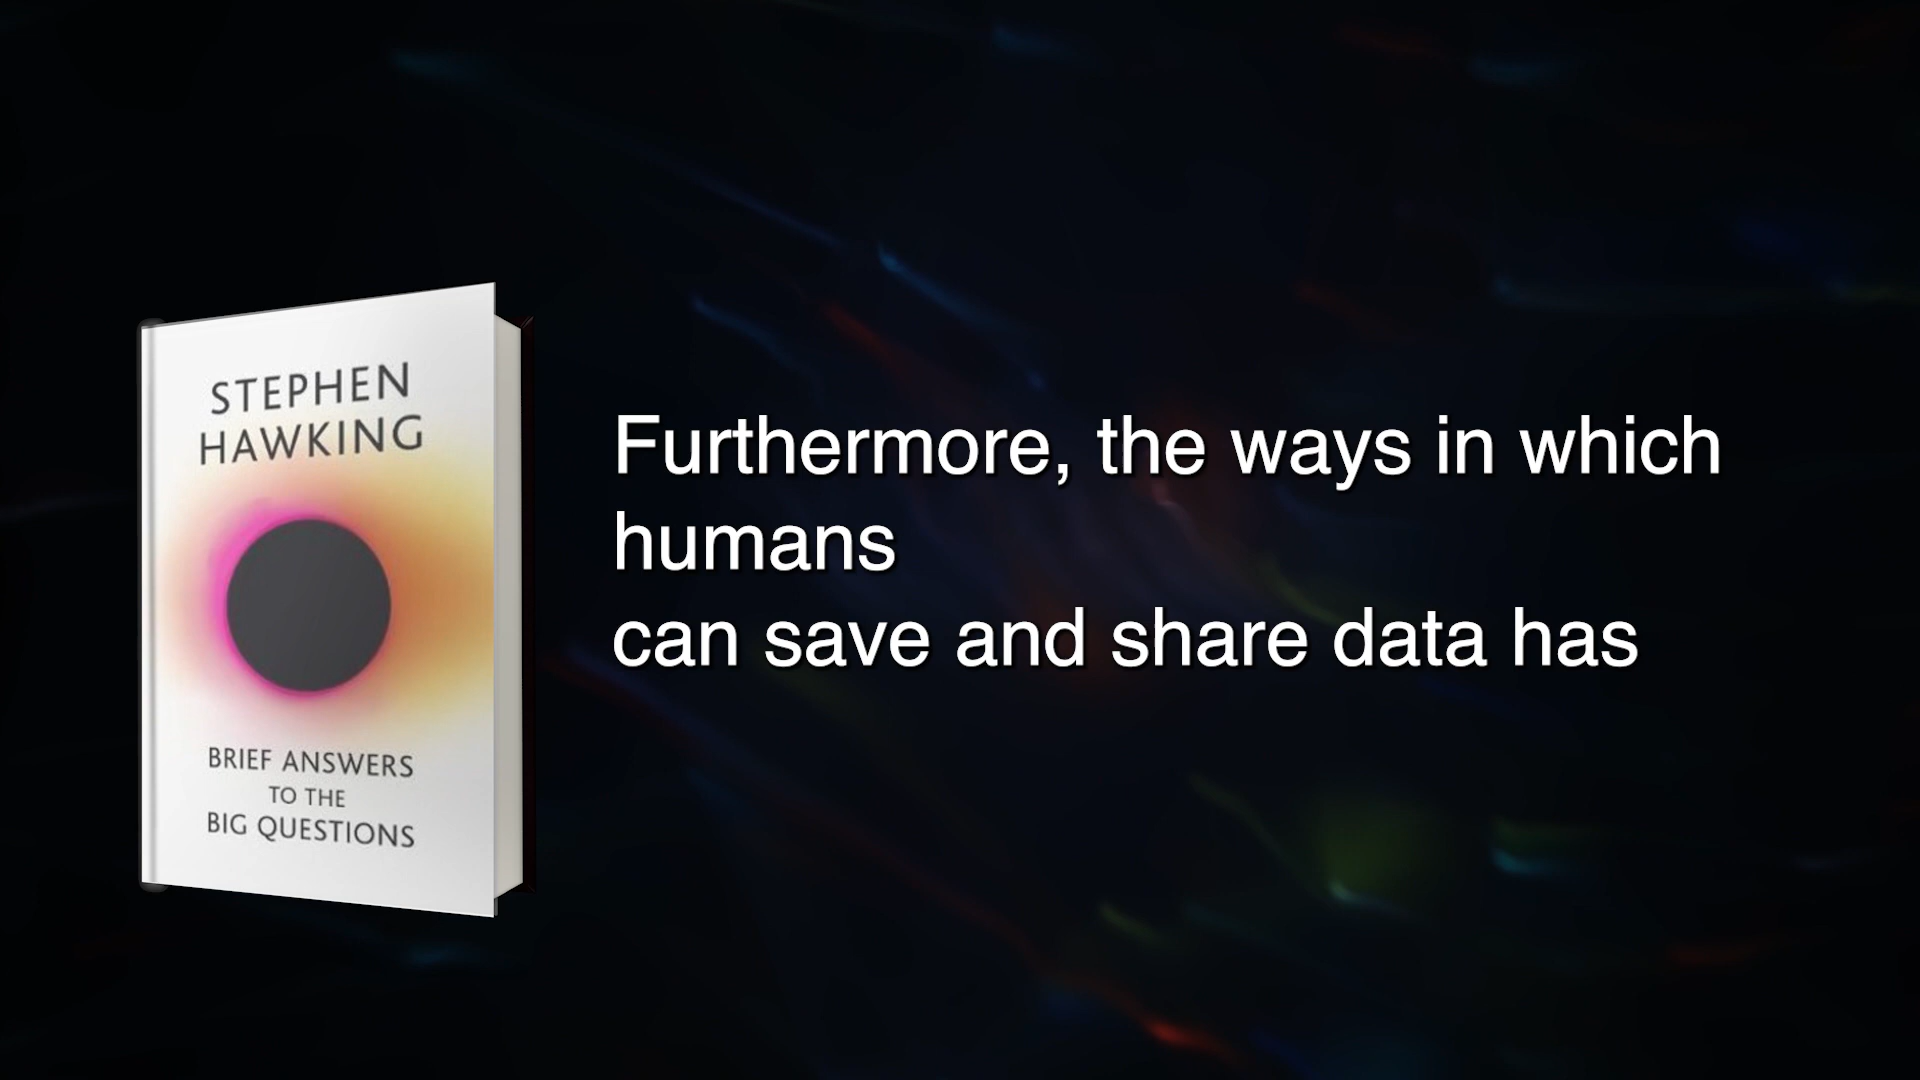 STEPHEN
HAWKING
BRIEF ANSWERS
TO THE
BIG QUESTIONS
Furthermore, the ways in which
humans
can save and share data has